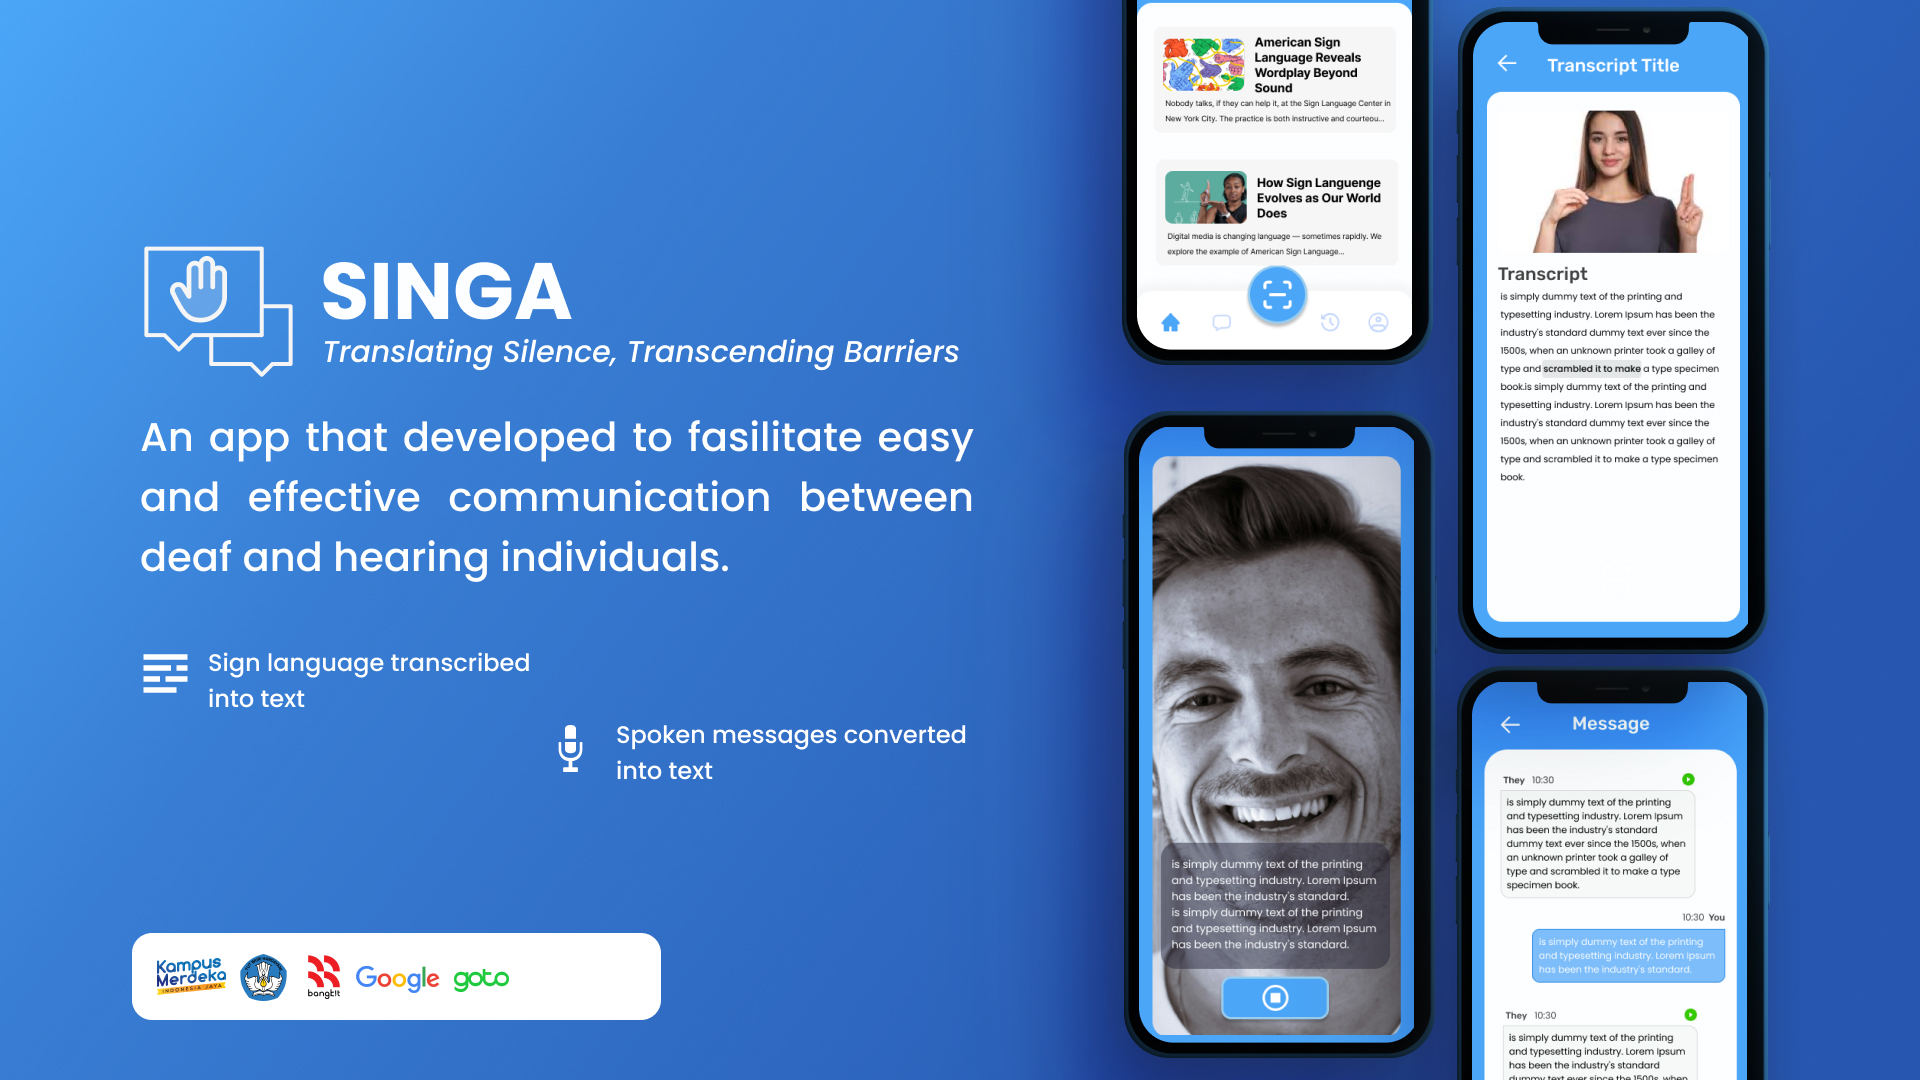 SINGA
Translating Silence, Transcending Barriers
An app that developed to fasilitate easy
and effective communication between
deaf and hearing individuals.
Sign language transcribed
into text
Spoken messages converted
into text
Kampus
Merdeka
INDONESIA JAYA
bangkit
Google
goto
American Sign
Language Reveals
Wordplay Beyond
Sound
Nobody talks, if they can help it, at the Sign Language Center in
New York City. The practice is both instructive and courteou...
How Sign Languenge
Evolves as Our World
Does
Digital media is changing language — sometimes rapidly. We
explore the example of American Sign Language...
is simply dummy text of the printing
and typesetting industry. Lorem Ipsum
has been the industry's standard.
is simply dummy text of the printing
and typesetting industry. Lorem Ipsum
has been the industry's standard.
Transcript Title
Transcript
is simply dummy text of the printing and
typesetting industry. Lorem Ipsum has been the
industry's standard dummy text ever since the
1500s, when an unknown printer took a galley of
type and scrambled it to make a type specimen
book.is simply dummy text of the printing and
typesetting industry. Lorem Ipsum has been the
industry's standard dummy text ever since the
1500s, when an unknown printer took a galley of
type and scrambled it to make a type specimen
book.
Message
They 10:30
is simply dummy text of the printing
and typesetting industry. Lorem Ipsum
has been the industry's standard
dummy text ever since the 1500s, when
an unknown printer took a galley of
type and scrambled it to make a type
specimen book.
10:30 You
is simply dummy text of the printing
and typesetting industry. Lorem Ipsum
has been the industry's standard.
They 10:30
is simply dummy text of the printing
and typesetting industry. Lorem Ipsum
has been the industry's standard
dummy text ever since the 1500s, when